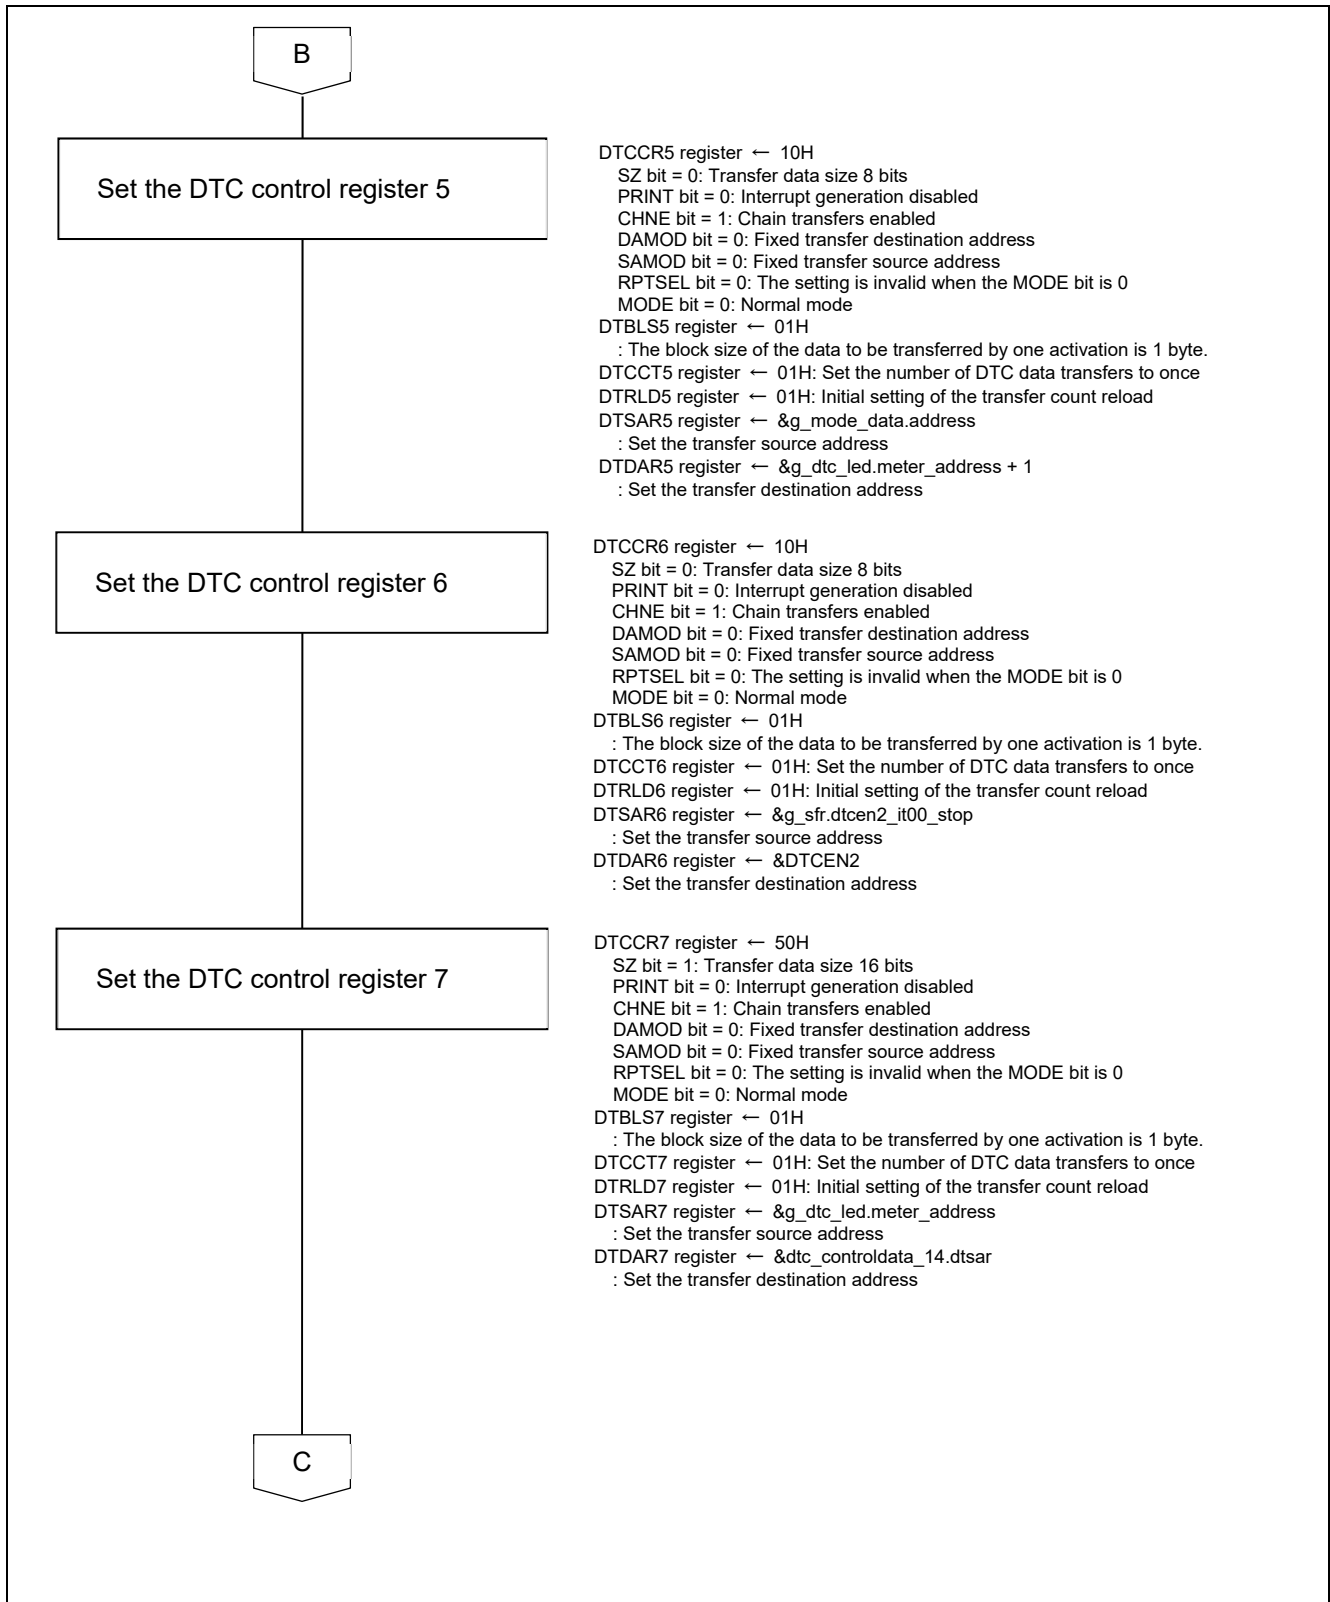 B
Set the DTC control register 5
DTCCR5 register ← 10H
SZ bit = 0: Transfer data size 8 bits
PRINT bit = 0: Interrupt generation disabled
CHNE bit = 1: Chain transfers enabled
DAMOD bit = 0: Fixed transfer destination address
SAMOD bit = 0: Fixed transfer source address
RPTSEL bit = 0: The setting is invalid when the MODE bit is 0
MODE bit = 0: Normal mode
DTBLS5 register ← 01H
: The block size of the data to be transferred by one activation is 1 byte.
DTCCT5 register ← 01H: Set the number of DTC data transfers to once
DTRLD5 register ← 01H: Initial setting of the transfer count reload
DTSAR5 register ← &g_mode_data.address
: Set the transfer source address
DTDAR5 register ← &g_dtc_led.meter_address + 1
: Set the transfer destination address
Set the DTC control register 6
DTCCR6 register ← 10H
SZ bit = 0: Transfer data size 8 bits
PRINT bit = 0: Interrupt generation disabled
CHNE bit = 1: Chain transfers enabled
DAMOD bit = 0: Fixed transfer destination address
SAMOD bit = 0: Fixed transfer source address
RPTSEL bit = 0: The setting is invalid when the MODE bit is 0
MODE bit = 0: Normal mode
DTBLS6 register ← 01H
: The block size of the data to be transferred by one activation is 1 byte.
DTCCT6 register ← 01H: Set the number of DTC data transfers to once
DTRLD6 register ← 01H: Initial setting of the transfer count reload
DTSAR6 register ← &g_sfr.dtcen2_it00_stop
: Set the transfer source address
DTDAR6 register ← &DTCEN2
: Set the transfer destination address
Set the DTC control register 7
DTCCR7 register ← 50H
SZ bit = 1: Transfer data size 16 bits
PRINT bit = 0: Interrupt generation disabled
CHNE bit = 1: Chain transfers enabled
DAMOD bit = 0: Fixed transfer destination address
SAMOD bit = 0: Fixed transfer source address
RPTSEL bit = 0: The setting is invalid when the MODE bit is 0
MODE bit = 0: Normal mode
DTBLS7 register ← 01H
: The block size of the data to be transferred by one activation is 1 byte.
DTCCT7 register ← 01H: Set the number of DTC data transfers to once
DTRLD7 register ← 01H: Initial setting of the transfer count reload
DTSAR7 register ← &g_dtc_led.meter_address
: Set the transfer source address
DTDAR7 register ← &dtc_controldata_14.dtsar
: Set the transfer destination address
C